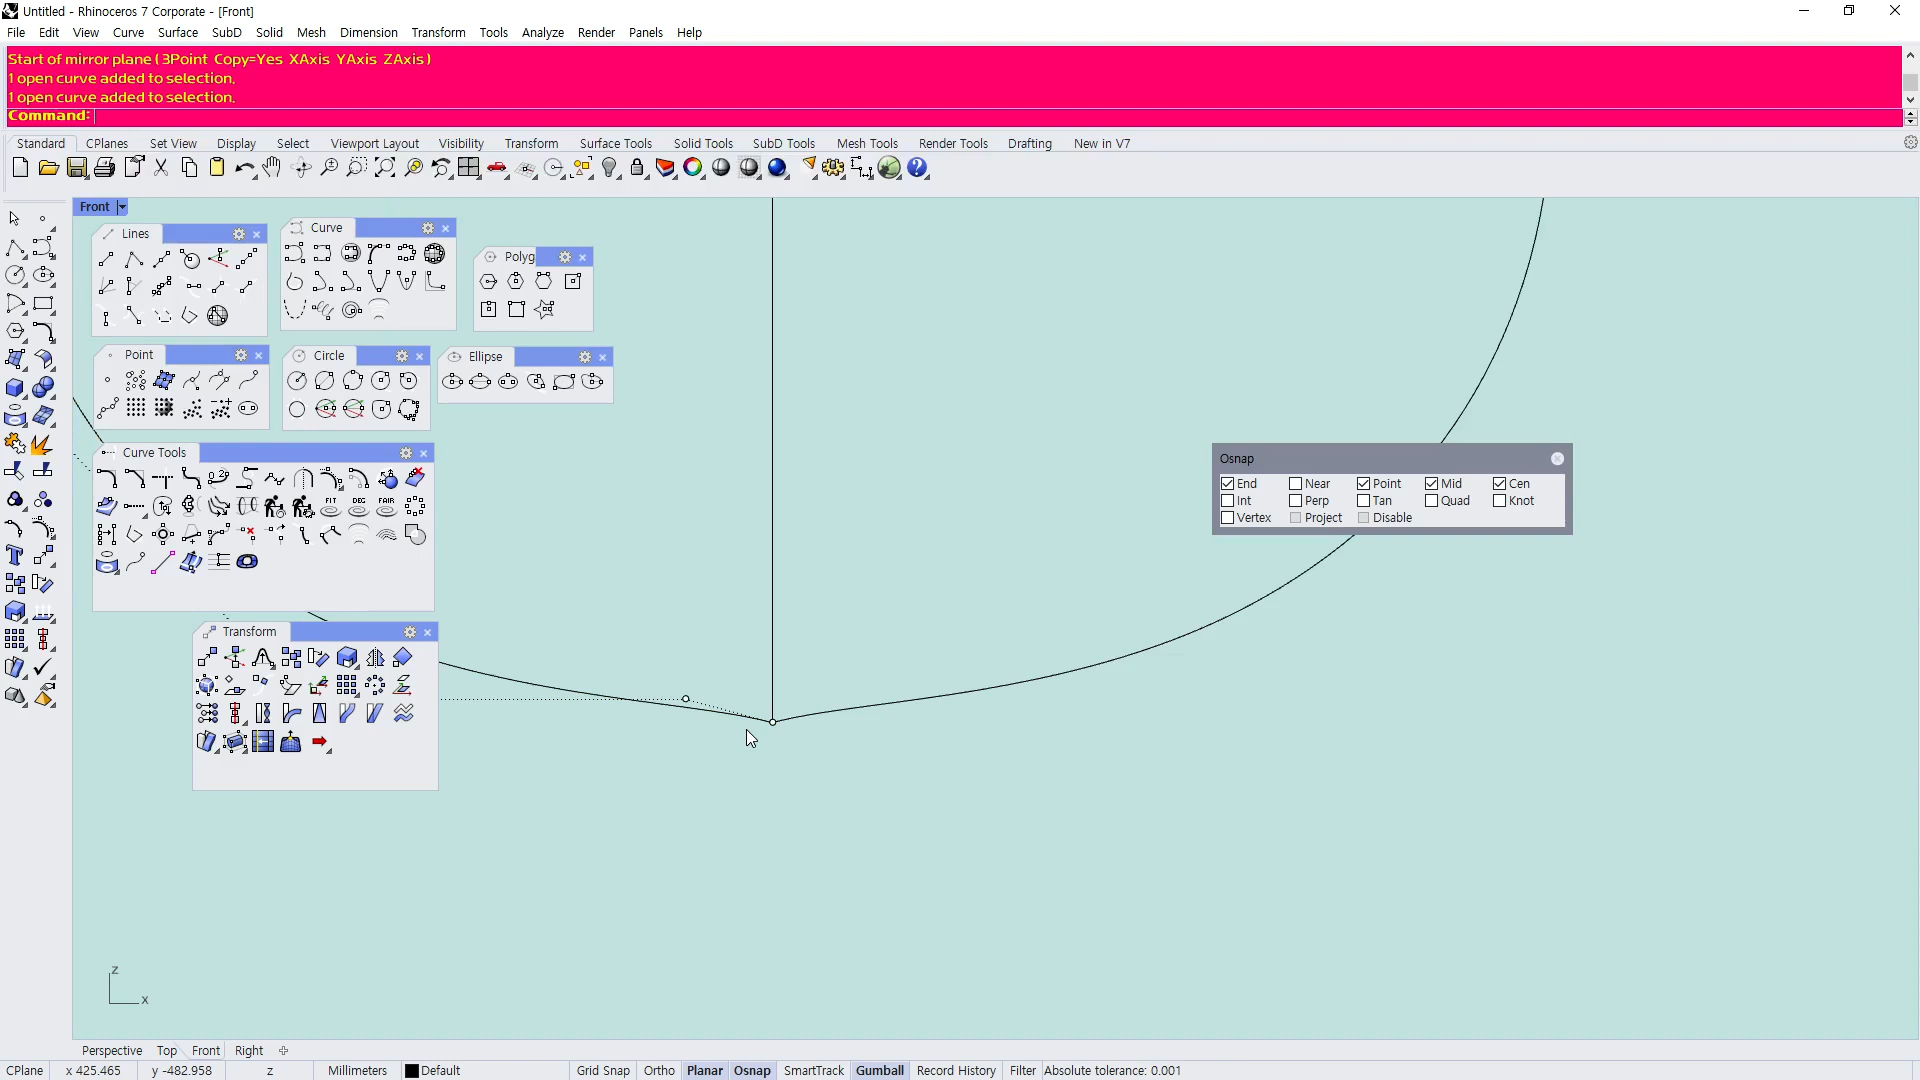 Untitled - Rhinoceros 7 Corporate - [Front]
File Edit View Curve Surface SubD Solid Mesh Dimension Transform Tools Analyze Render Panels Help
Start of mirror plane ( 3Point Copy=Yes XAxis YAxis ZAxis )
1 open curve added to selection.
1 open curve added to selection.
Command:
Standard CPlanes Set View Display Select Viewport Layout Visibility Transform Surface Tools Solid Tools SubD Tools Mesh Tools Render Tools Drafting New in V7
Front
Lines
Curve
Polyg
Point
Circle
Ellipse
Curve Tools
FIT DEG FAIR
Transform
Osnap
End Near Point Mid Cen
Int Perp Tan Quad Knot
Vertex Project Disable
z
x
Perspective Top Front Right
CPlane x 425.465 y -482.958 z Millimeters Default Grid Snap Ortho Planar Osnap SmartTrack Gumball Record History Filter Absolute tolerance: 0.001